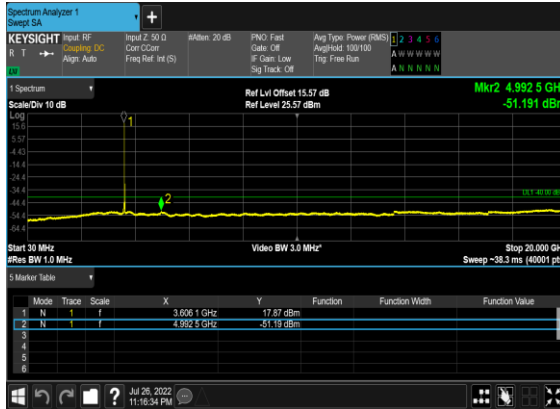 Spectrum Analyzer 1
Swept SA
+
KEYSIGHT Input: RF Input Z: 50 Ω #Atten: 20 dB PNO: Fast Avg Type: Power (RMS) 1 2 3 4 5 6
R T Coupling: DC Corr CCorr Gate: Off Avg|Hold: 100/100 A W W W W W
Align: Auto Freq Ref: Int (S) IF Gain: Low Trig: Free Run
LU Sig Track: Off A N N N N N
1 Spectrum Ref Lvl Offset 15.57 dB Mkr2 4.992 5 GH
Scale/Div 10 dB Ref Level 25.57 dBm -51.191 dB
Log
15.6
5.57
-4.43
-14.4
-24.4
-34.4
-44.4
-54.4
-64.4
1
2
Start 30 MHz Video BW 3.0 MHz* Stop 20.000 GH
#Res BW 1.0 MHz Sweep ~38.3 ms (40001 pt
5 Marker Table
Mode Trace Scale X Y Function Function Width Function Value
1 N 1 f 3.606 1 GHz 17.87 dBm
2 N 1 f 4.992 5 GHz -51.19 dBm
3
4
5
6
? Jul 26, 2022
11:16:34 PM